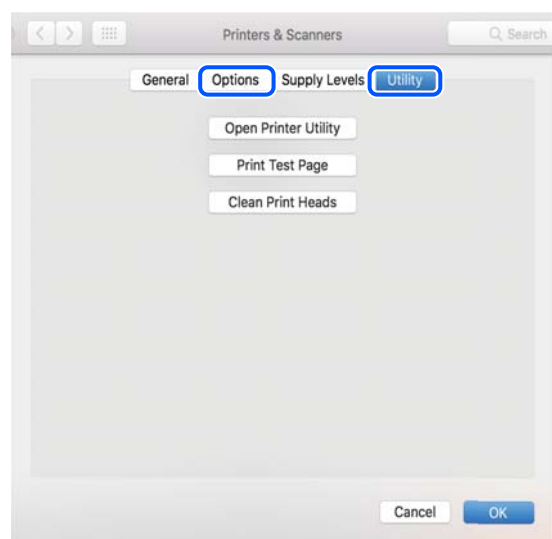 Printers & Scanners Search
General Options Supply Levels Utility
Open Printer Utility
Print Test Page
Clean Print Heads
Cancel OK